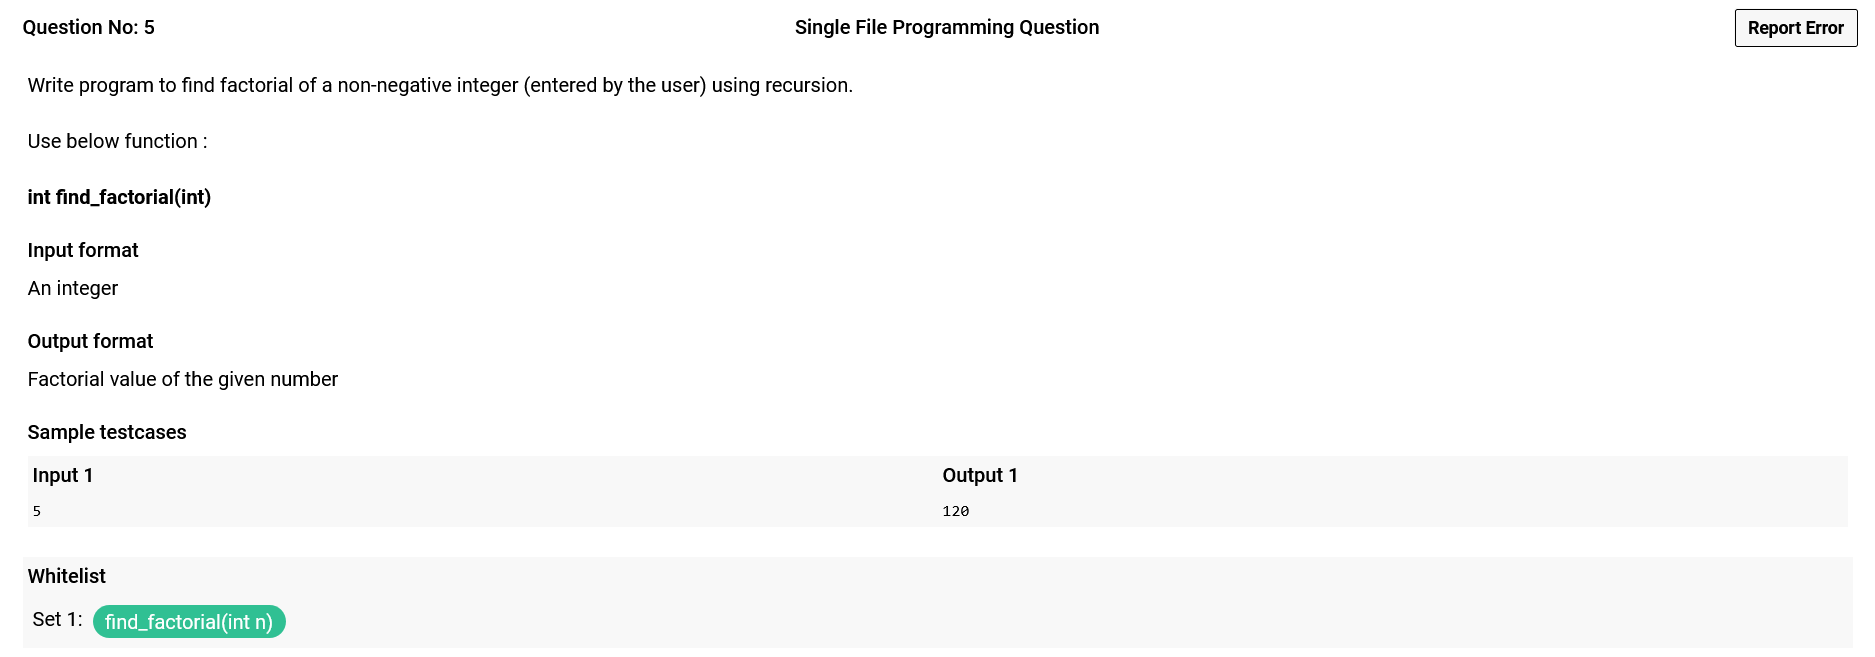 Question No: 5
Single File Programming Question
Report Error
Write program to find factorial of a non-negative integer (entered by the user) using recursion.
Use below function :
int find_factorial(int)
Input format
An integer
Output format
Factorial value of the given number
Sample testcases
Input 1
Output 1
5
120
Whitelist
Set 1:
find_factorial(int n)